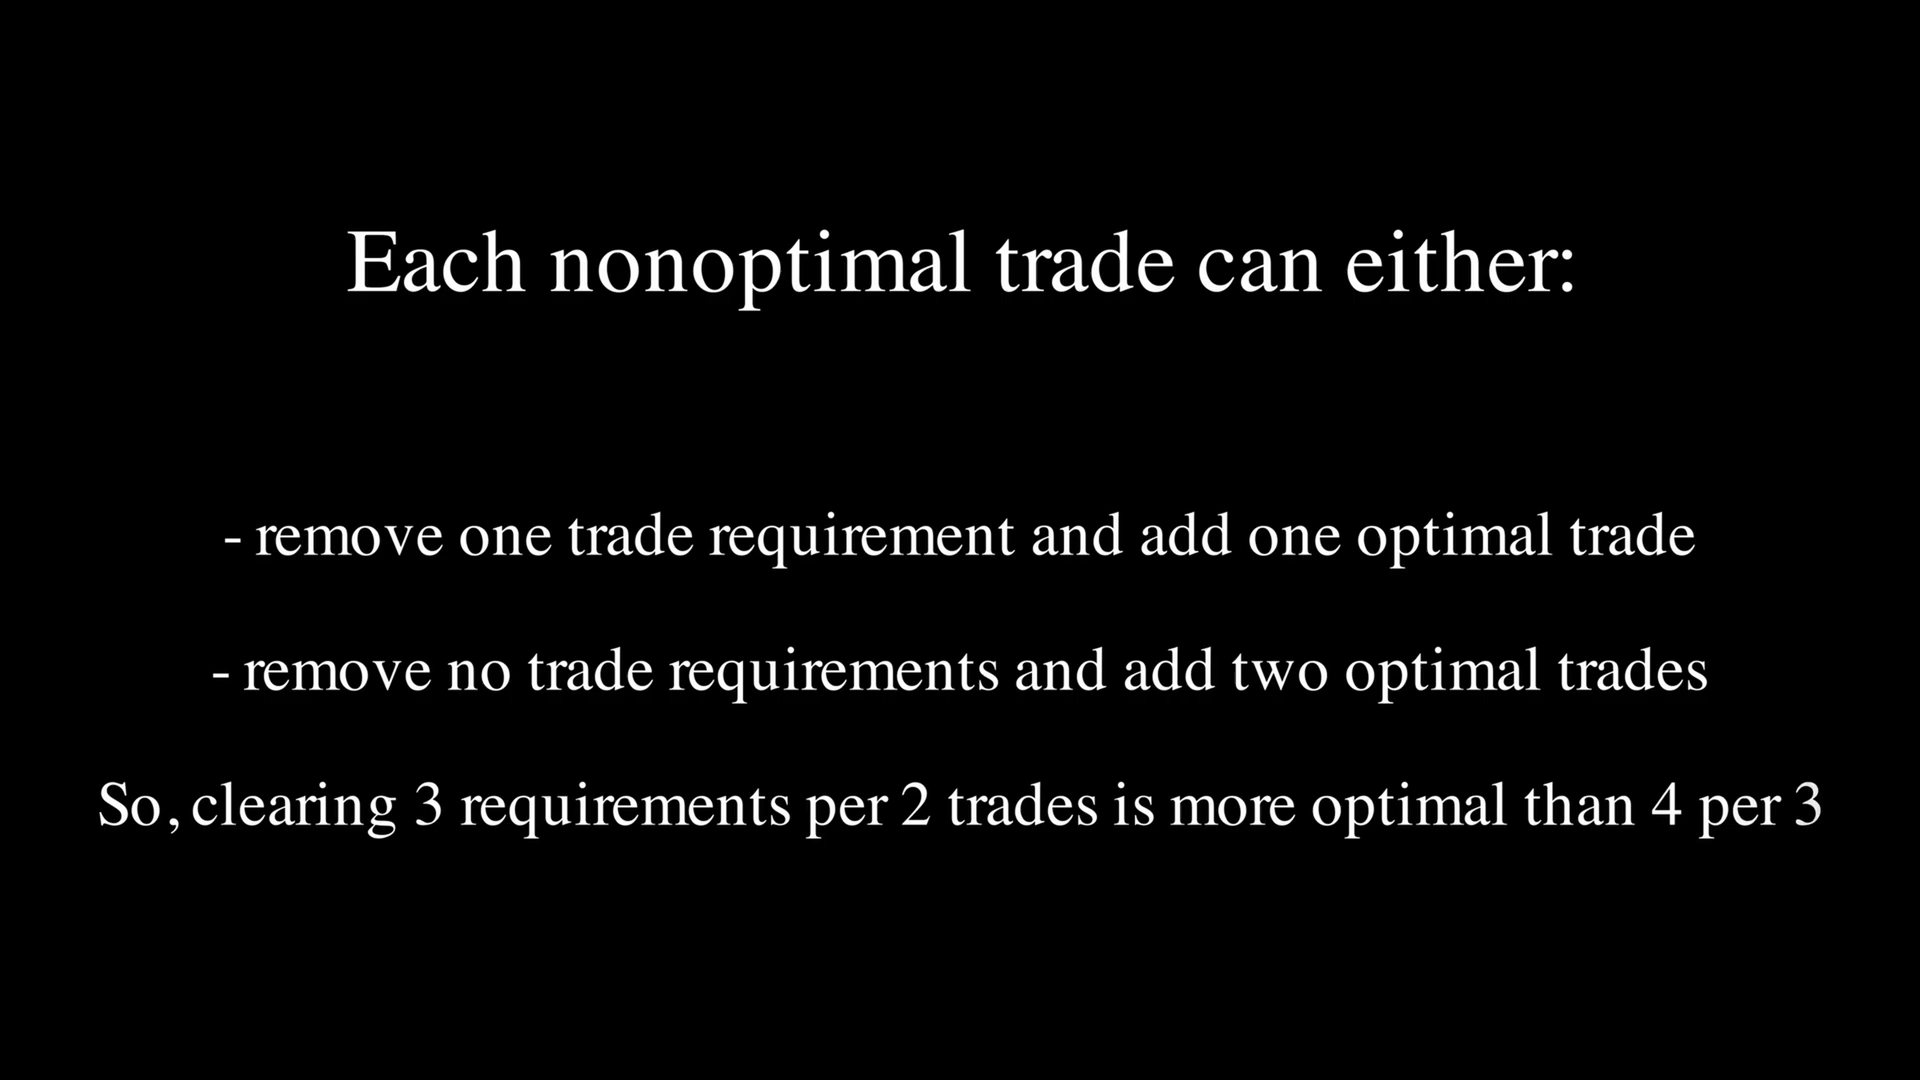 Each nonoptimal trade can either:
- remove one trade requirement and add one optimal trade
- remove no trade requirements and add two optimal trades
So, clearing 3 requirements per 2 trades is more optimal than 4 per 3